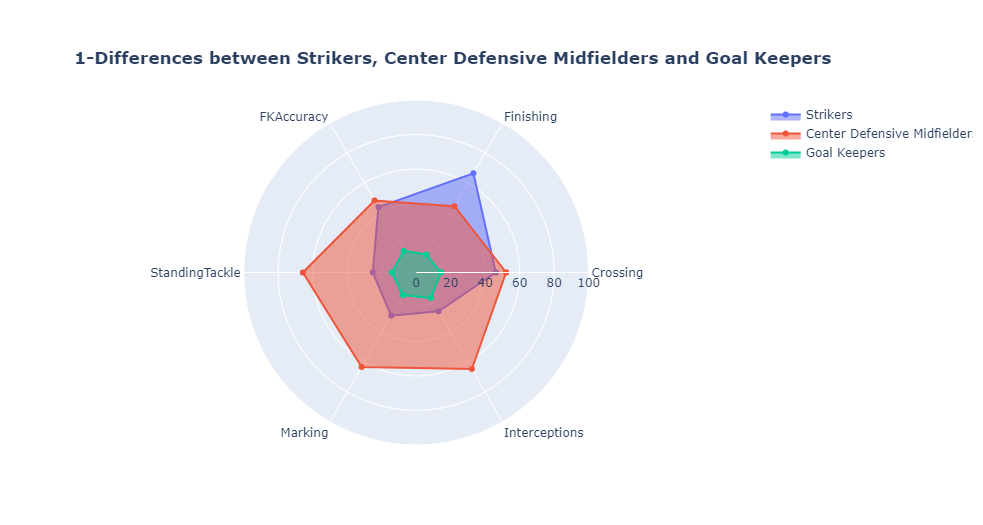 1-Differences between Strikers, Center Defensive Midfielders and Goal Keepers
Strikers
Center Defensive Midfielder
Goal Keepers
FKAccuracy
Finishing
StandingTackle
Crossing
0 20 40 60 80 100
Marking
Interceptions